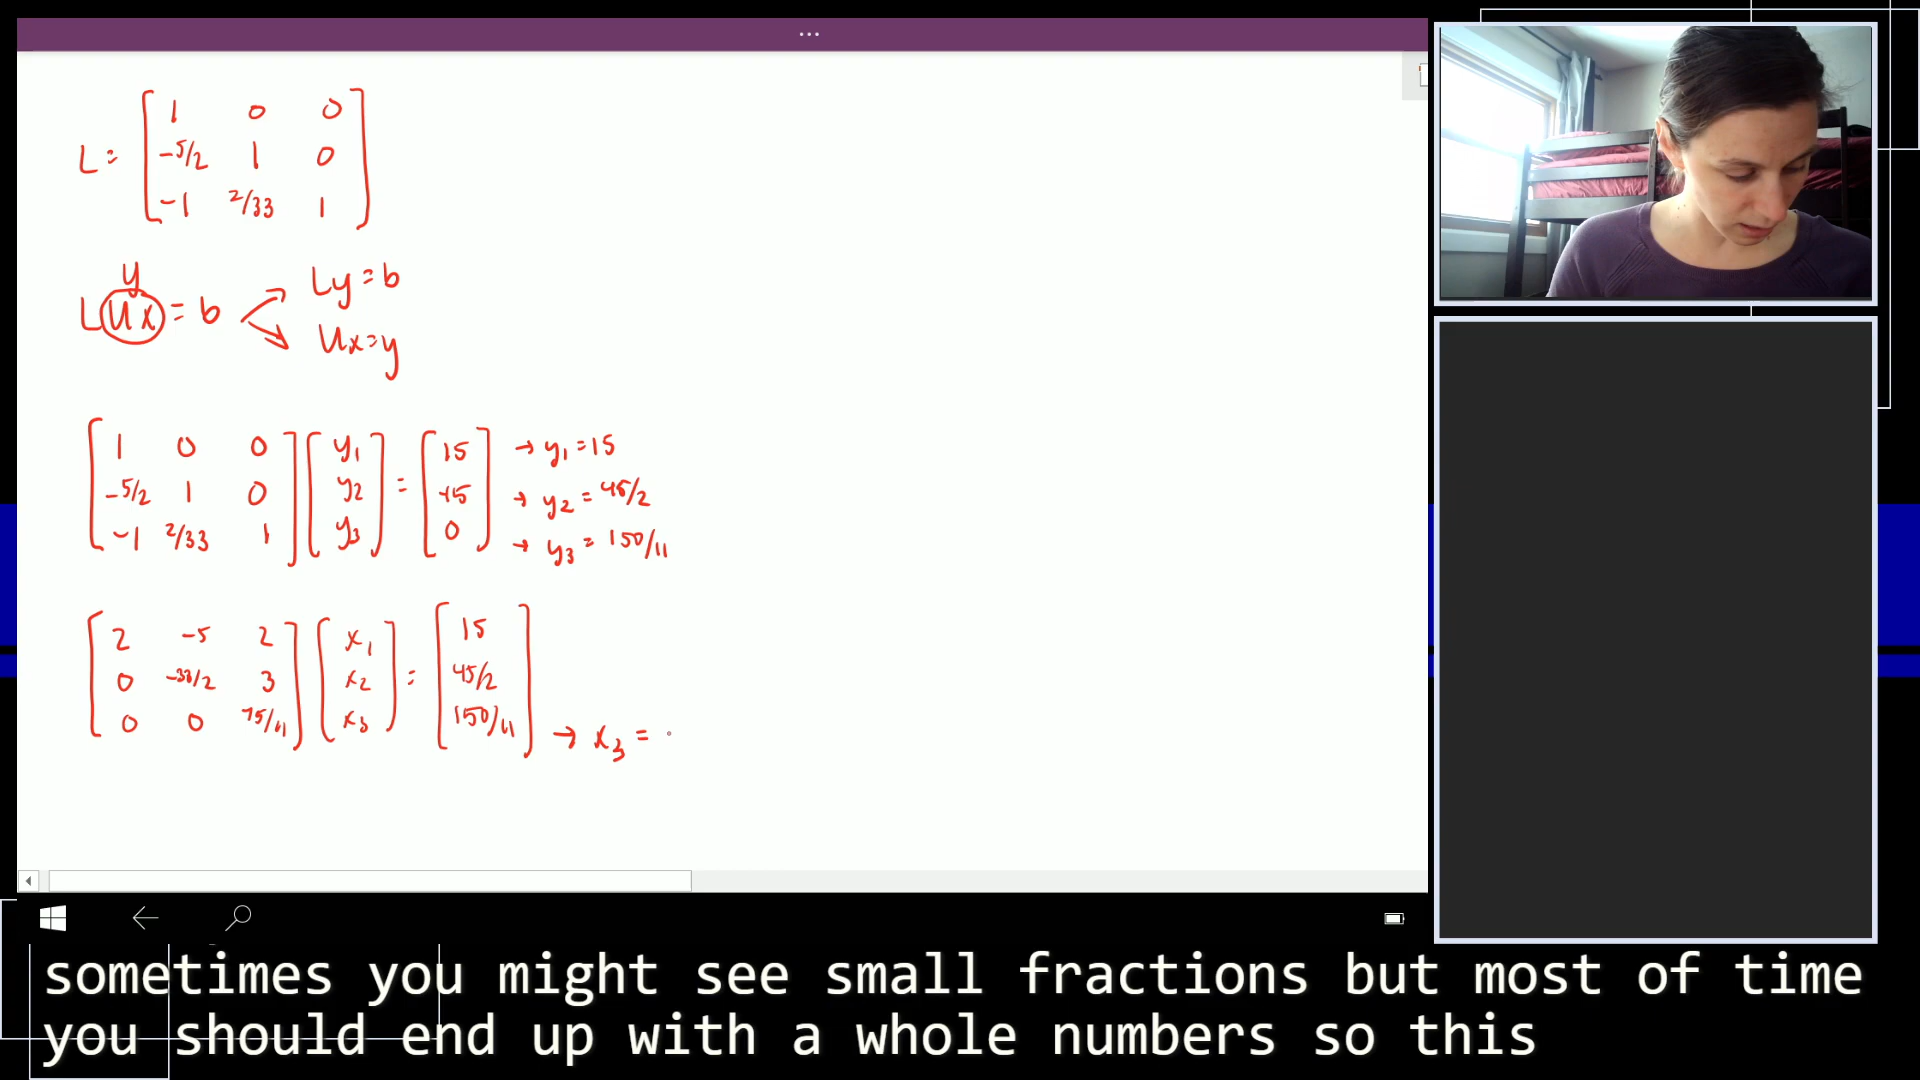 ...
L = [ 1 0 0
-5/2 1 0
-1 2/33 1 ]
y
L Ux = b
Ly = b
Ux = y
[ 1 0 0 ] [ y1 ] = [ 15 ] → y1 = 15
[ -5/2 1 0 ] [ y2 ] = [ -15 ] → y2 = 45/2
[ -1 2/33 1 ] [ y3 ] = [ 0 ] → y3 = 150/11
[ 2 -5 2 ] [ x1 ] = [ 15 ]
[ 0 -33/2 3 ] [ x2 ] = [ 45/2 ]
[ 0 0 75/11 ] [ x3 ] = [ 150/11 ] → x3 =
sometimes you might see small fractions but most of time
you should end up with a whole numbers so this